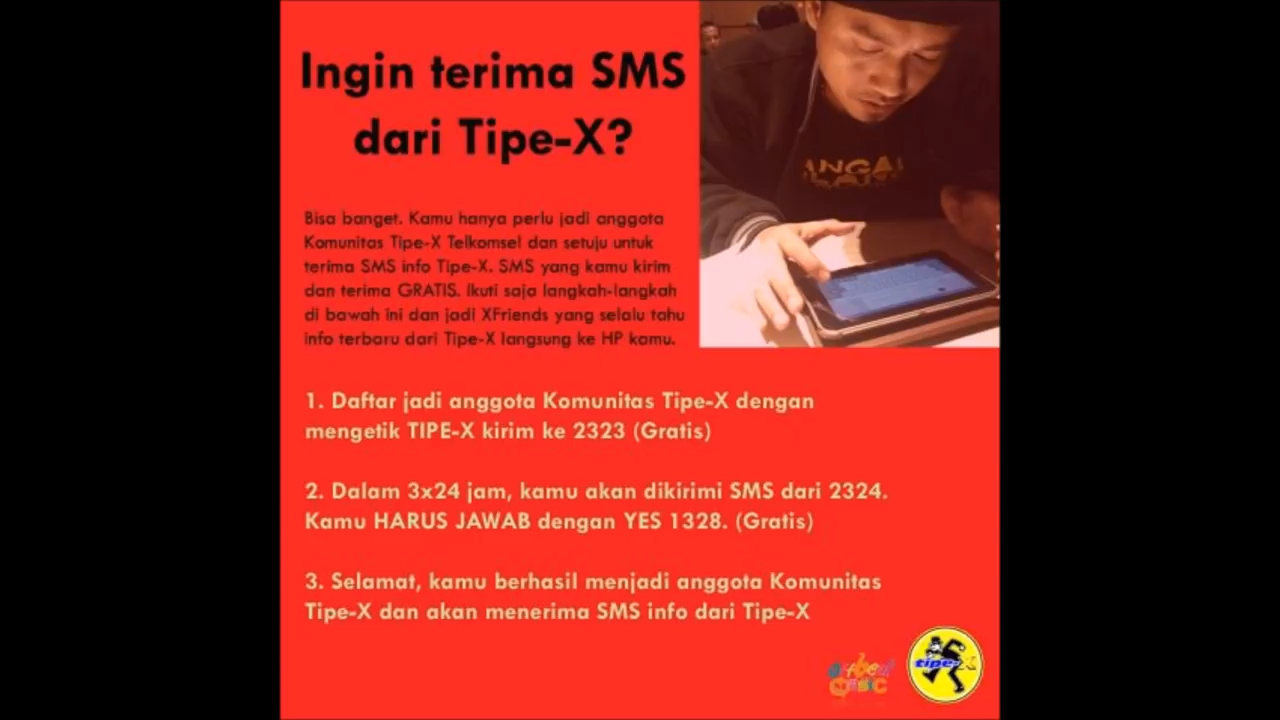 Ingin terima SMS
dari Tipe-X?
Bisa banget. Kamu hanya perlu jadi anggota
Komunitas Tipe-X Telkomsel dan setuju untuk
terima SMS info Tipe-X. SMS yang kamu kirim
dan terima GRATIS. Ikuti saja langkah-langkah
di bawah ini dan jadi XFriends yang selalu tahu
info terbaru dari Tipe-X langsung ke HP kamu.
1. Daftar jadi anggota Komunitas Tipe-X dengan
mengetik TIPE-X kirim ke 2323 (Gratis)
2. Dalam 3x24 jam, kamu akan dikirimi SMS dari 2324.
Kamu HARUS JAWAB dengan YES 1328. (Gratis)
3. Selamat, kamu berhasil menjadi anggota Komunitas
Tipe-X dan akan menerima SMS info dari Tipe-X
tipe-X